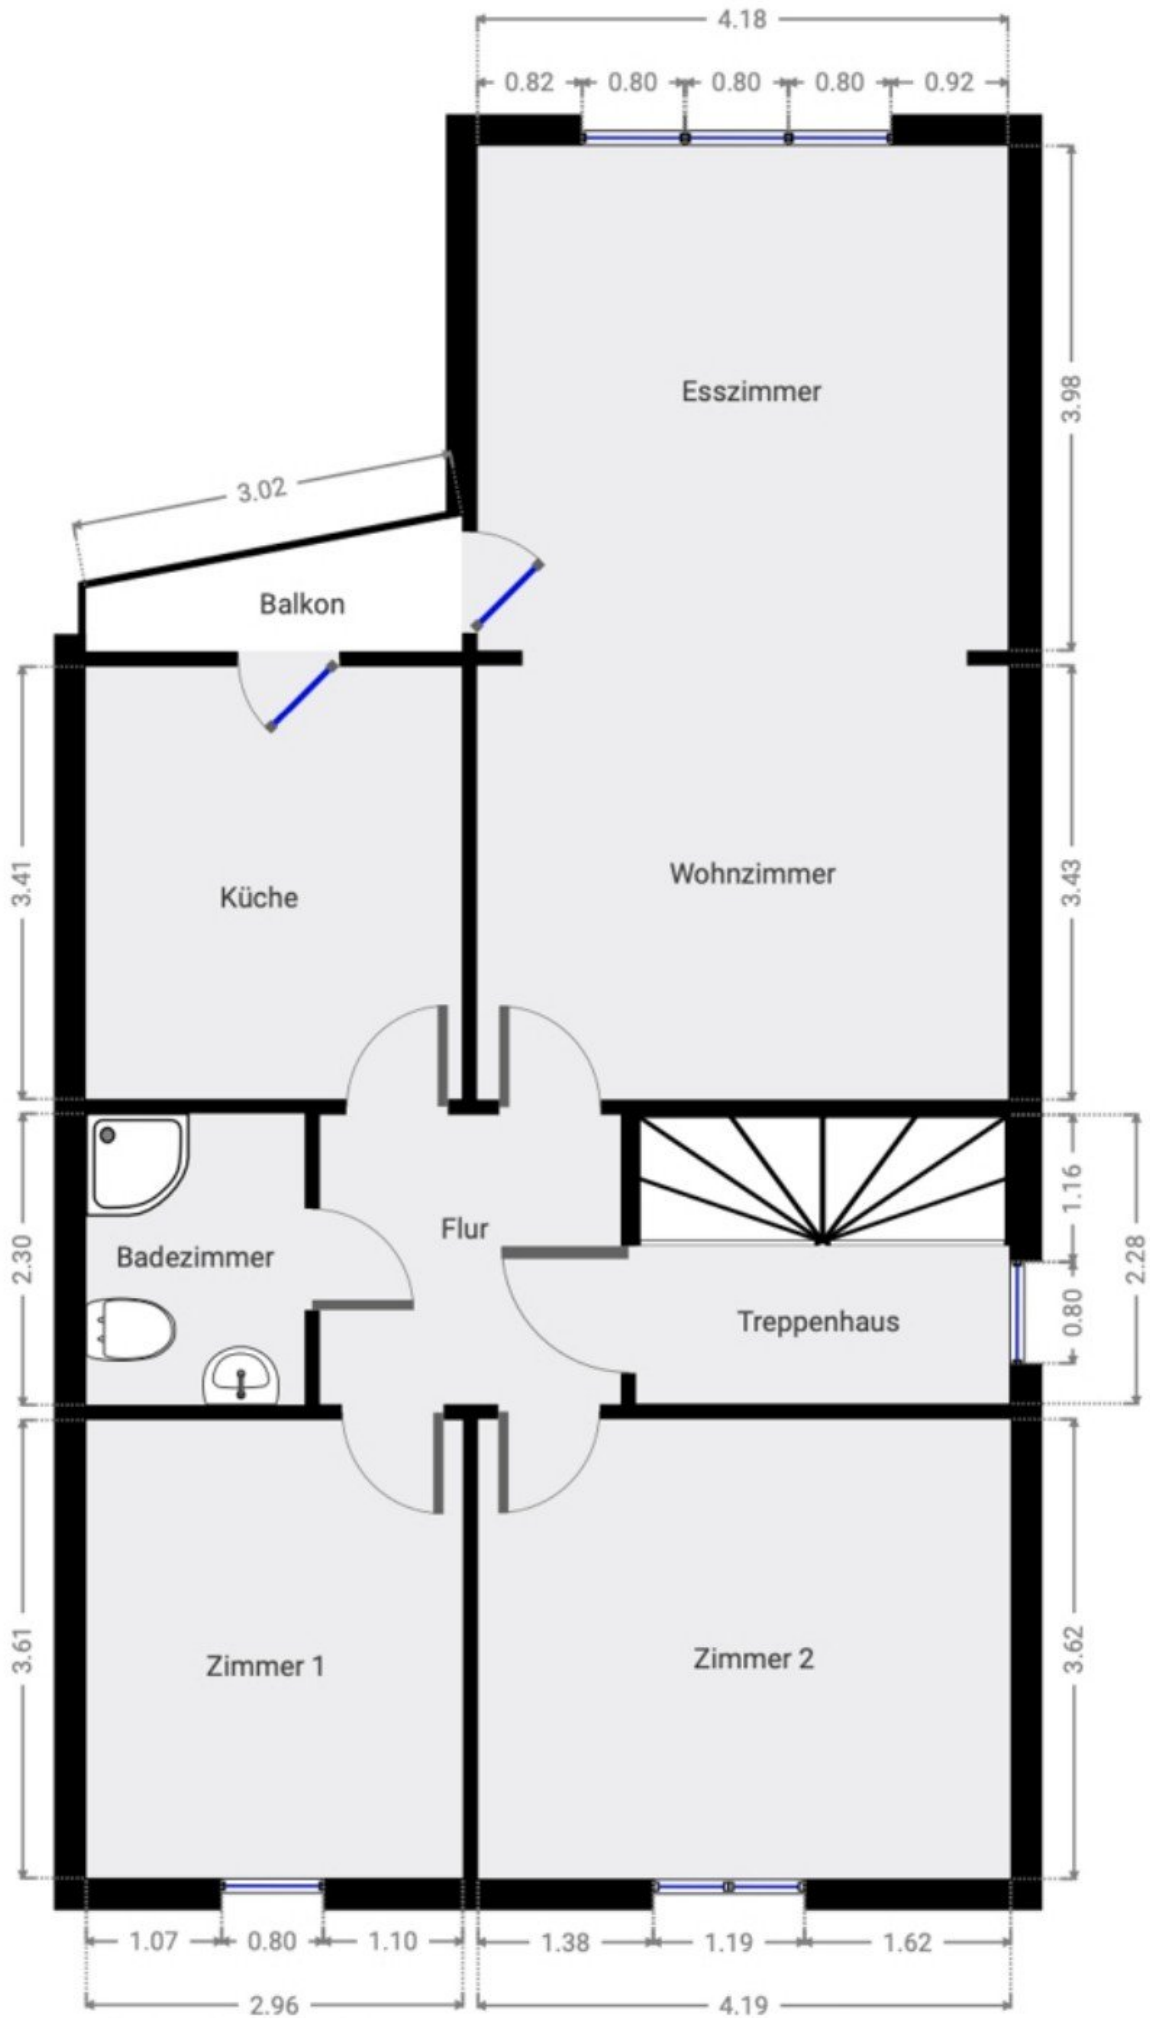 4.18
0.82 0.80 0.80 0.80 0.92
Esszimmer
3.98
3.02
Balkon
3.41
Küche
Wohnzimmer
3.43
Flur
1.16
2.30
Badezimmer
2.28
Treppenhaus
0.80
3.61
Zimmer 1
Zimmer 2
3.62
1.07 0.80 1.10 1.38 1.19 1.62
2.96 4.19